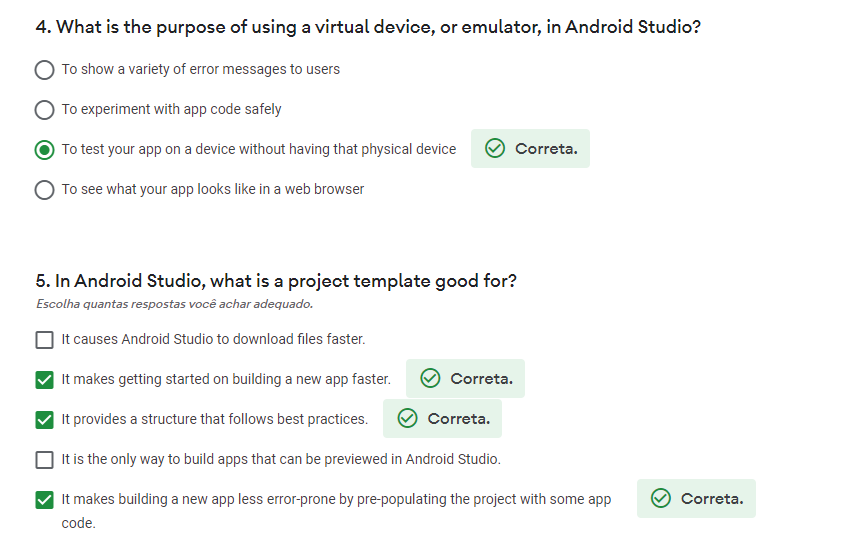 4. What is the purpose of using a virtual device, or emulator, in Android Studio?
To show a variety of error messages to users
To experiment with app code safely
To test your app on a device without having that physical device Correta.
To see what your app looks like in a web browser
5. In Android Studio, what is a project template good for?
Escolha quantas respostas você achar adequado.
It causes Android Studio to download files faster.
It makes getting started on building a new app faster. Correta.
It provides a structure that follows best practices. Correta.
It is the only way to build apps that can be previewed in Android Studio.
It makes building a new app less error-prone by pre-populating the project with some app Correta.
code.